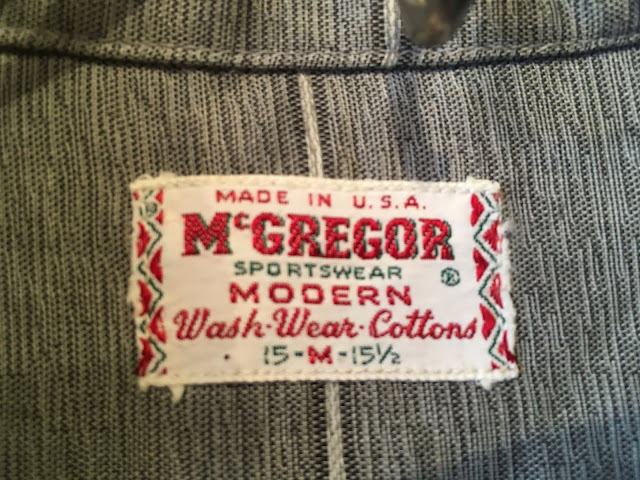 MADE IN U.S.A.
McGREGOR
SPORTSWEAR ®
MODERN
Wash-Wear-Cottons
15-M-15½